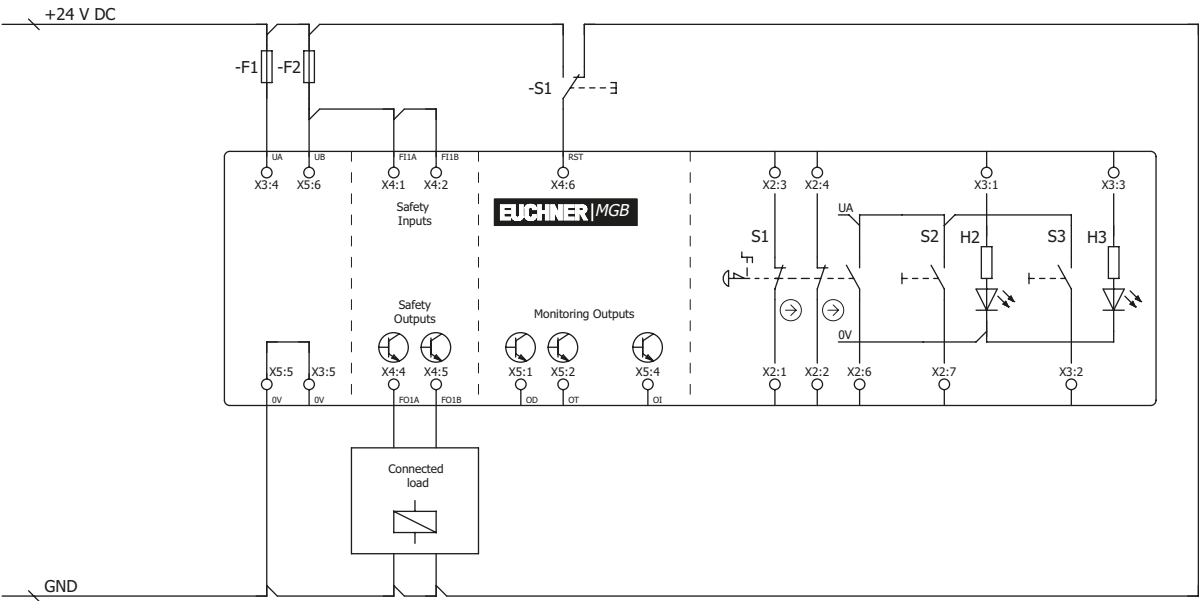 +24 V DC
-F1 -F2
-S1
UA UB FI1A FI1B RST
X3:4 X5:6 X4:1 X4:2 X4:6 X2:3 X2:4 X3:1 X3:3
Safety
Inputs
EUCHNER MGB
UA
S1 S2 H2 S3 H3
Safety
Outputs
Monitoring Outputs
0V
X5:5 X3:5 X4:4 X4:5 X5:1 X5:2 X5:4 X2:1 X2:2 X2:6 X2:7 X3:2
0V 0V FO1A FO1B OD OT OI
Connected
load
GND